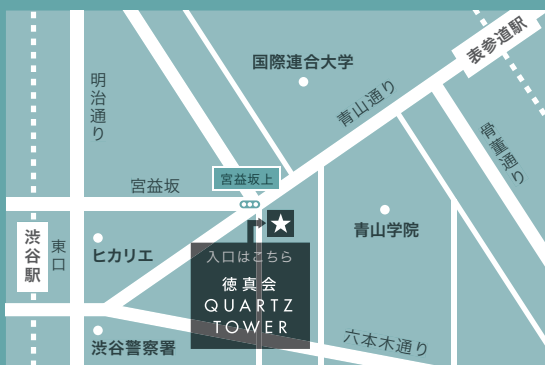 表参道駅
国際連合大学
明治通り
青山通り
骨董通り
宮益坂上
宮益坂
青山学院
渋谷駅
東口
ヒカリエ
入口はこちら
徳真会
QUARTZ
TOWER
六本木通り
渋谷警察署